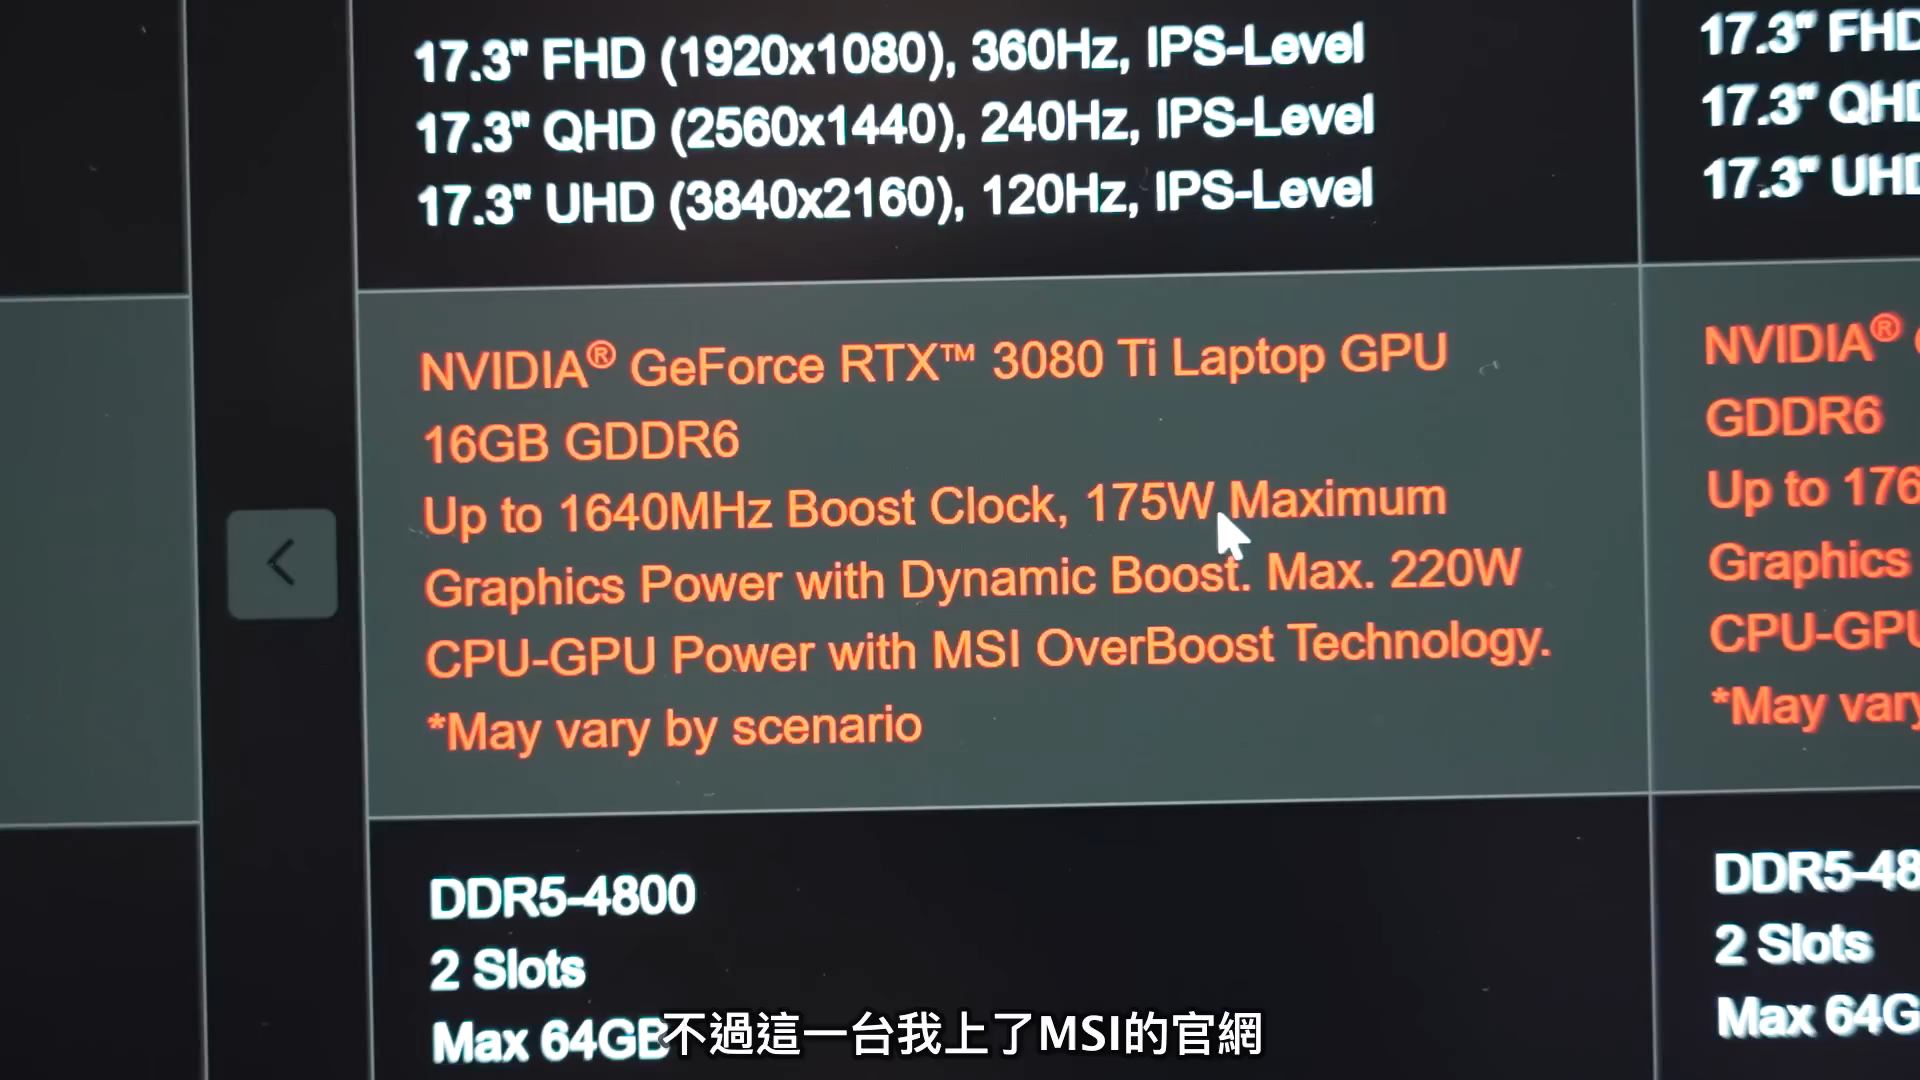 17.3" FHD (1920x1080), 360Hz, IPS-Level
17.3" QHD (2560x1440), 240Hz, IPS-Level
17.3" UHD (3840x2160), 120Hz, IPS-Level
NVIDIA® GeForce RTX™ 3080 Ti Laptop GPU
16GB GDDR6
Up to 1640MHz Boost Clock, 175W Maximum
Graphics Power with Dynamic Boost. Max. 220W
CPU-GPU Power with MSI OverBoost Technology.
*May vary by scenario
DDR5-4800
2 Slots
Max 64GB
17.3" FHD
17.3" QHD
17.3" UHD
NVIDIA®
GDDR6
Up to 176
Graphics
CPU-GPU
*May vary
DDR5-48
2 Slots
Max 64G
不過這一台我上了MSI的官網